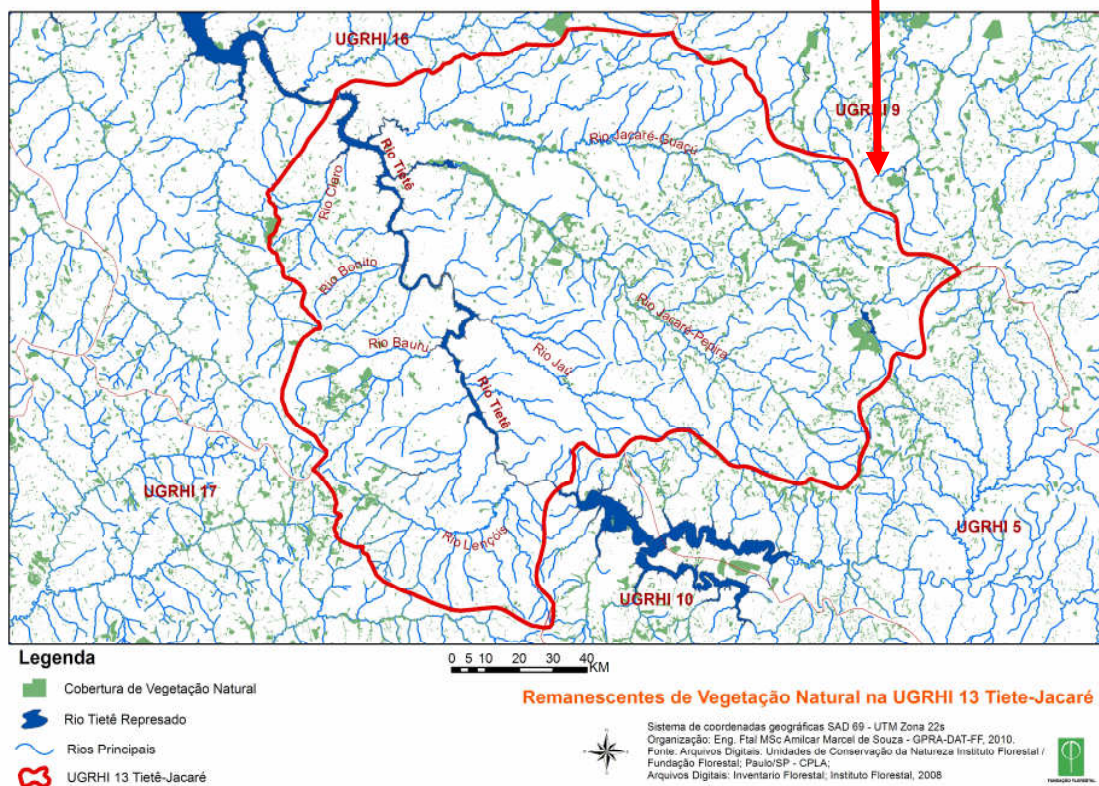 UGRHI 16
UGRHI 9
Rio Jacaré-Guaçú
Rio Tietê
Rio Claro
Rio Bonito
Rio Jacaré-Pepira
Rio Bauru
Rio Jaú
Rio Tietê
UGRHI 17
Rio Lençóis
UGRHI 5
UGRHI 10
Legenda
Cobertura de Vegetação Natural
Rio Tietê Represado
Rios Principais
UGRHI 13 Tietê-Jacaré
0 5 10 20 30 40 KM
Remanescentes de Vegetação Natural na UGRHI 13 Tiete-Jacaré
Sistema de coordenadas geográficas SAD 69 - UTM Zona 22s
Organização: Eng. Ftal MSc Amilcar Marcel de Souza - GPRA-DAT-FF, 2010.
Fonte: Arquivos Digitais: Unidades de Conservação da Natureza Instituto Florestal /
Fundação Florestal; Paulo/SP - CPLA;
Arquivos Digitais: Inventario Florestal; Instituto Florestal, 2008
FUNDAÇÃO FLORESTAL